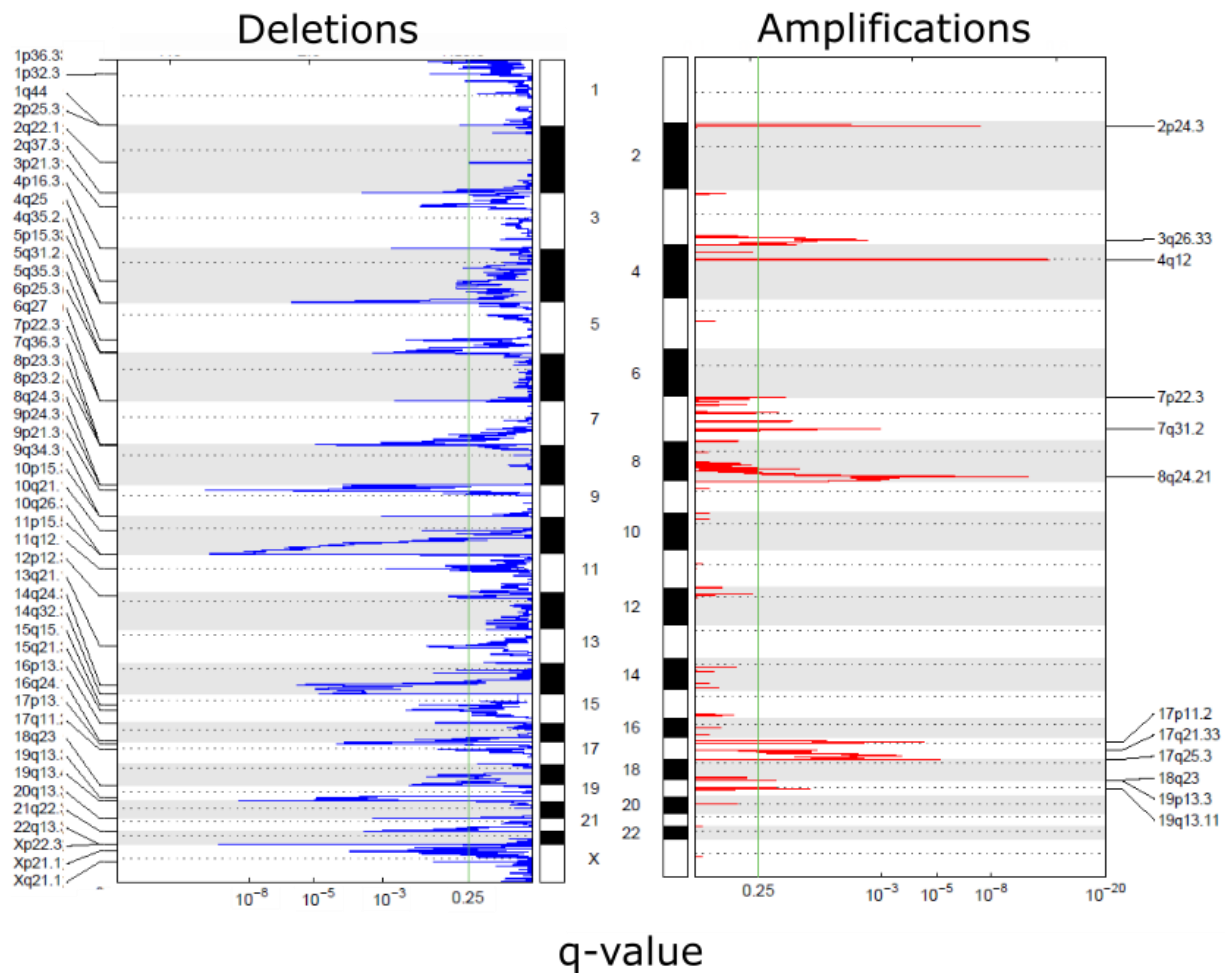 Deletions
Amplifications
1p36.3
1p32.3
1q44
2p25.3
2q22.1
2q37.3
3p21.3
4p16.3
4q25
4q35.2
5p15.3
5q31.2
5q35.3
6p25.3
6q27
7p22.3
7q36.3
8p23.3
8p23.2
8q24.3
9p24.3
9p21.3
9q34.3
10p15.
10q21.
10q26.
11p15.
11q12.
12p12.
13q21.
14q24.
14q32.
15q15.
15q21.
16p13.
16q24.
17p13.
17q11.
18q23
19q13.
19q13.
20q13.
21q22.
22q13.
Xp22.3
Xp21.1
Xq21.1
1
3
5
7
9
11
13
15
17
19
21
X
2
4
6
8
10
12
14
16
18
20
22
2p24.3
3q26.33
4q12
7p22.3
7q31.2
8q24.21
17p11.2
17q21.33
17q25.3
18q23
19p13.3
19q13.11
10⁻⁸ 10⁻⁵ 10⁻³ 0.25
0.25 10⁻³ 10⁻⁵ 10⁻⁸ 10⁻²⁰
q-value